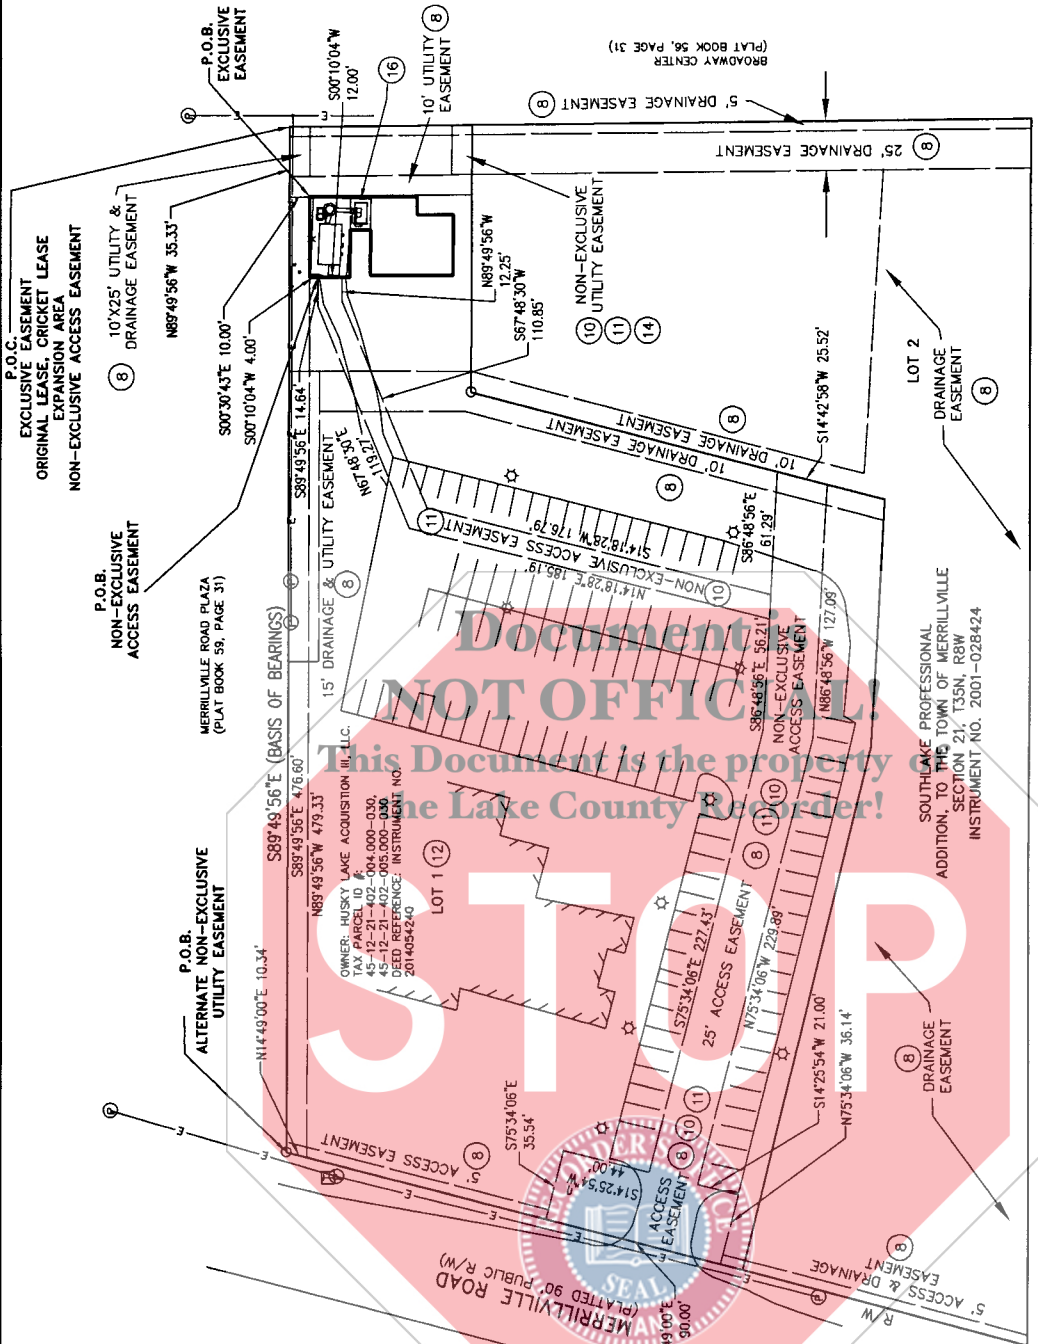 P.O.C.
EXCLUSIVE EASEMENT
ORIGINAL LEASE, CRICKET LEASE
EXPANSION AREA
NON-EXCLUSIVE ACCESS EASEMENT
8
10'X25' UTILITY &
DRAINAGE EASEMENT
N89°49'56"W 35.33'
P.O.B.
EXCLUSIVE
EASEMENT
S00°10'04"W
12.00'
16
10' UTILITY
EASEMENT
8
BROADWAY CENTER
(PLAT BOOK 56, PAGE 31)
5' DRAINAGE EASEMENT
8
25' DRAINAGE EASEMENT
8
S00°30'43"E 10.00'
S00°10'04"W 4.00'
N89°49'56"W
12.25'
S67°48'30"W
110.85'
NON-EXCLUSIVE
UTILITY EASEMENT
10
11
14
P.O.B.
NON-EXCLUSIVE
ACCESS EASEMENT
S89°49'56"E 14.64'
N67°48'30"E
119.27'
15' DRAINAGE & UTILITY EASEMENT
8
10' DRAINAGE EASEMENT
8
10' DRAINAGE EASEMENT
8
S14°42'58"W 25.52'
LOT 2
DRAINAGE
EASEMENT
8
MERRILLVILLE ROAD PLAZA
(PLAT BOOK 59, PAGE 31)
S89°49'56"E (BASIS OF BEARINGS)
S89°49'56"E 476.60'
N89°49'56"W 479.33'
11
NON-EXCLUSIVE ACCESS EASEMENT
10
S14°18'28"W 176.79'
N14°18'28"E 185.19'
S86°48'56"E
61.29'
S86°48'56"E 56.21'
NON-EXCLUSIVE
ACCESS EASEMENT
N86°48'56"W 127.09'
P.O.B.
ALTERNATE NON-EXCLUSIVE
UTILITY EASEMENT
N14°49'00"E 10.34'
OWNER: HUSKY LAKE ACQUISITION III, LLC.
TAX PARCEL ID #:
45-12-21-402-004.000-030,
45-12-21-402-005.000-030
DEED REFERENCE: INSTRUMENT NO.
2014054240
LOT 1
12
SOUTHLAKE PROFESSIONAL
ADDITION, TO THE TOWN OF MERRILLVILLE
SECTION 21, T35N, R8W
INSTRUMENT NO. 2001-028424
S75°34'06"E 227.43'
25' ACCESS EASEMENT
8
11
10
N75°34'06"W 229.89'
S14°25'54"W 21.00'
N75°34'06"W 36.14'
8
DRAINAGE
EASEMENT
5' ACCESS EASEMENT
8
S75°34'06"E
35.54'
S14°25'54"W
44.00'
ACCESS
EASEMENT
8
10
11
MERRILLVILLE ROAD
(PLATTED 90' PUBLIC R/W)
90.00'
5' ACCESS & DRAINAGE
EASEMENT
8
R/W
P
P
P
E
E
E
E
E
E
Document is
NOT OFFICIAL!
This Document is the property of
the Lake County Recorder!
STOP
RECORDER'S OFFICE
SEAL